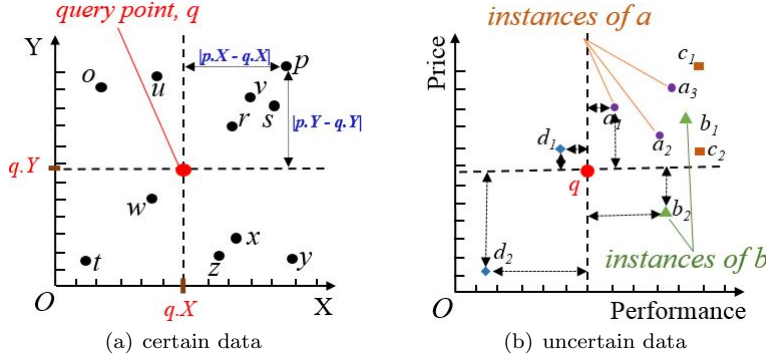 query point, q
Y
|p.X - q.X|
p
o
u
v
s
r
|p.Y - q.Y|
q.Y
w
x
t
z
y
O
q.X
X
(a) certain data
instances of a
Price
c1
a3
a1
b1
d1
a2
c2
q
b2
d2
instances of b
O
Performance
(b) uncertain data